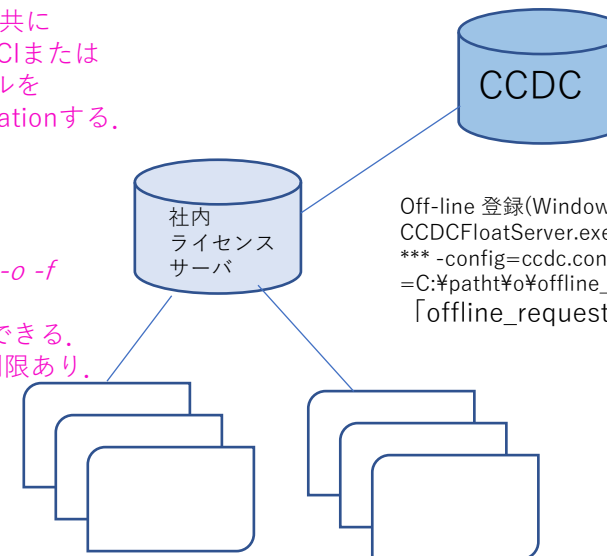 共に
CIまたは
ルを
ationする.
CCDC
社内
ライセンス
サーバ
Off-line 登録(Window
CCDCFloatServer.exe
*** -config=ccdc.con
=C:¥patht¥o¥offline_
「offline_request
-o -f
できる.
限あり.